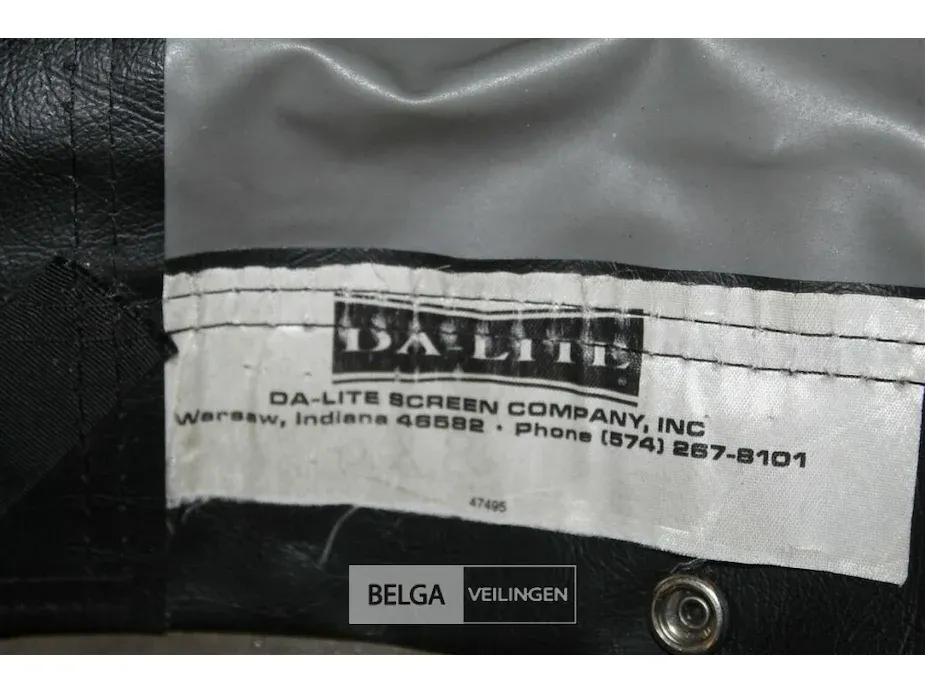 DA-LITE
®
DA-LITE SCREEN COMPANY, INC
Warsaw, Indiana 46582 · Phone (574) 267-8101
47495
BELGA VEILINGEN